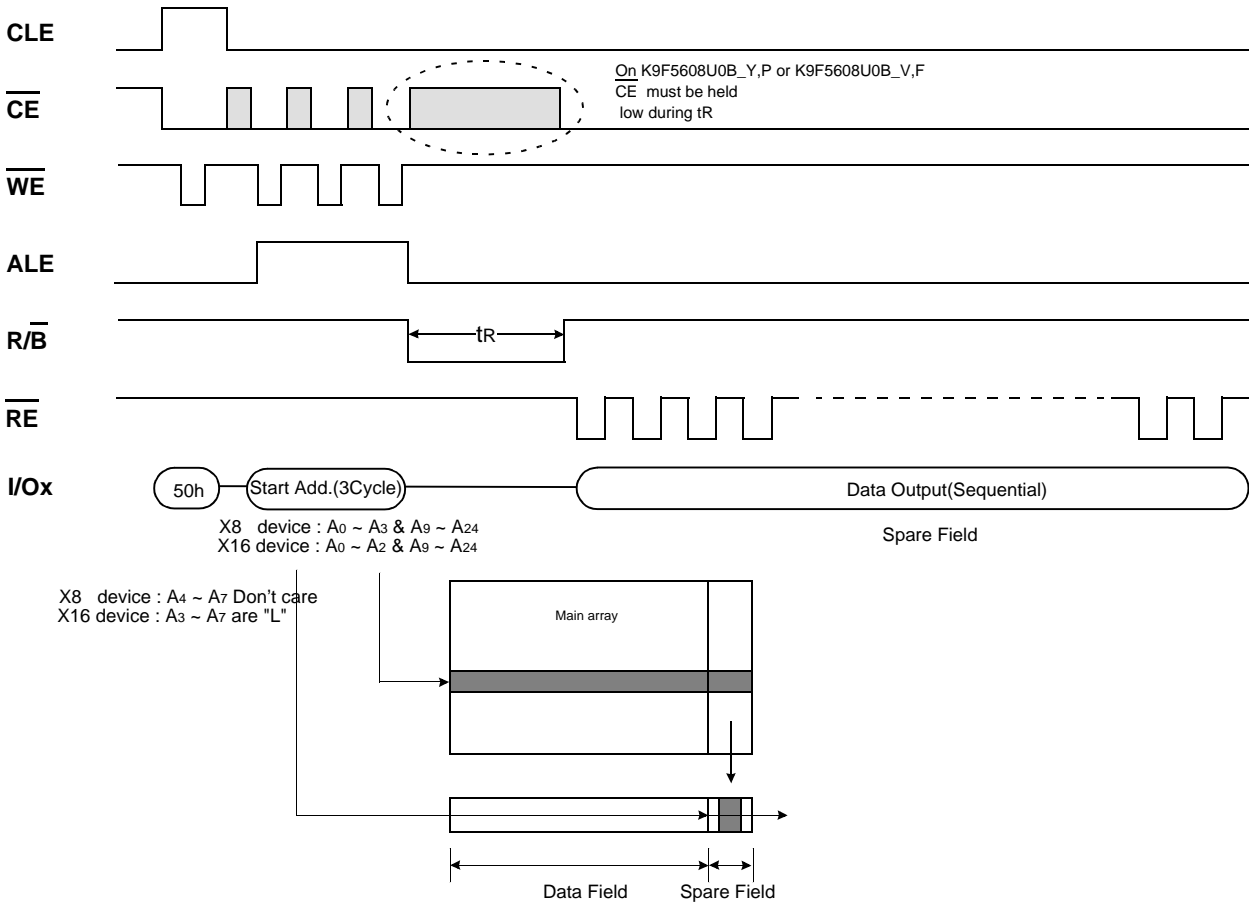 CLE
On K9F5608U0B_Y,P or K9F5608U0B_V,F
CE must be held
low during tR
CE
WE
ALE
R/B
tR
RE
I/Ox
50h
Start Add.(3Cycle)
Data Output(Sequential)
X8 device : A0 ~ A3 & A9 ~ A24
X16 device : A0 ~ A2 & A9 ~ A24
Spare Field
X8 device : A4 ~ A7 Don't care
X16 device : A3 ~ A7 are "L"
Main array
Data Field
Spare Field